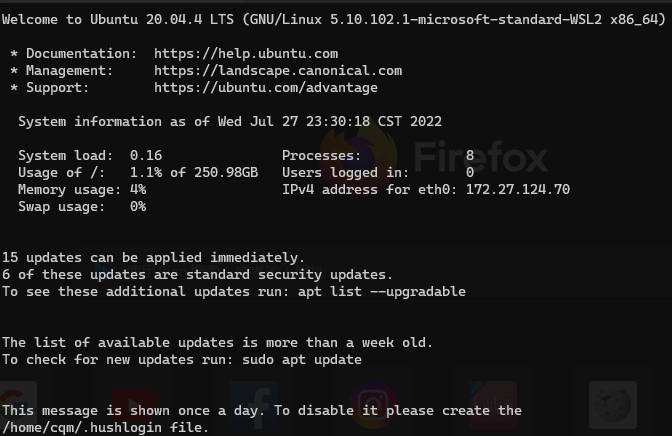 Welcome to Ubuntu 20.04.4 LTS (GNU/Linux 5.10.102.1-microsoft-standard-WSL2 x86_64)
* Documentation: https://help.ubuntu.com
* Management: https://landscape.canonical.com
* Support: https://ubuntu.com/advantage
System information as of Wed Jul 27 23:30:18 CST 2022
System load: 0.16 Processes: 8
Usage of /: 1.1% of 250.98GB Users logged in: 0
Memory usage: 4% IPv4 address for eth0: 172.27.124.70
Swap usage: 0%
Firefox
15 updates can be applied immediately.
6 of these updates are standard security updates.
To see these additional updates run: apt list --upgradable
The list of available updates is more than a week old.
To check for new updates run: sudo apt update
This message is shown once a day. To disable it please create the
/home/cqm/.hushlogin file.